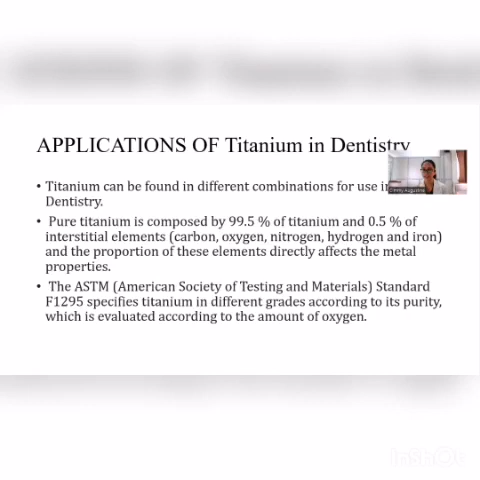 APPLICATIONS OF Titanium in Dentistry
• Titanium can be found in different combinations for use in
Dentistry.
• Pure titanium is composed by 99.5 % of titanium and 0.5 % of
interstitial elements (carbon, oxygen, nitrogen, hydrogen and iron)
and the proportion of these elements directly affects the metal
properties.
• The ASTM (American Society of Testing and Materials) Standard
F1295 specifies titanium in different grades according to its purity,
which is evaluated according to the amount of oxygen.